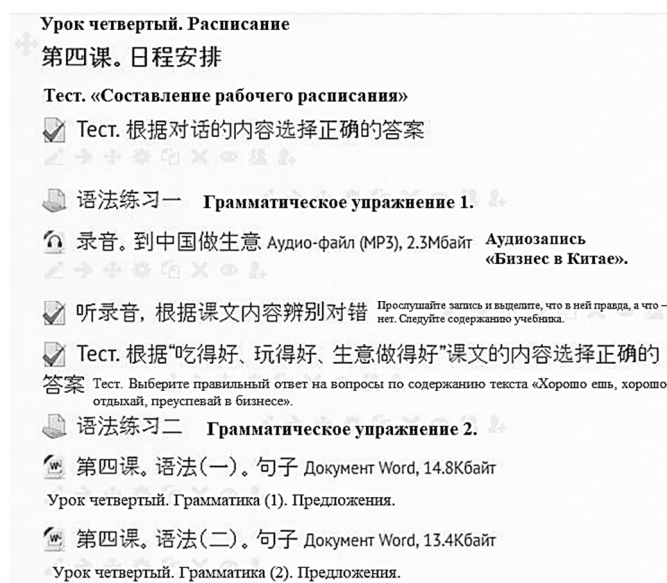 Урок четвертый. Расписание
第四课。日程安排
Тест. «Составление рабочего расписания»
Тест. 根据对话的内容选择正确的答案
语法练习一 Грамматическое упражнение 1.
录音。到中国做生意 Аудио-файл (MP3), 2.3Мбайт Аудиозапись
«Бизнес в Китае».
听录音, 根据课文内容辨别对错 Прослушайте запись и выделите, что в ней правда, а что –
нет. Следуйте содержанию учебника.
Тест. 根据“吃得好、玩得好、生意做得好”课文的内容选择正确的
答案 Тест. Выберите правильный ответ на вопросы по содержанию текста «Хорошо ешь, хорошо
отдыхай, преуспевай в бизнесе».
语法练习二 Грамматическое упражнение 2.
第四课。语法(一)。句子 Документ Word, 14.8Кбайт
Урок четвертый. Грамматика (1). Предложения.
第四课。语法(二)。句子 Документ Word, 13.4Кбайт
Урок четвертый. Грамматика (2). Предложения.